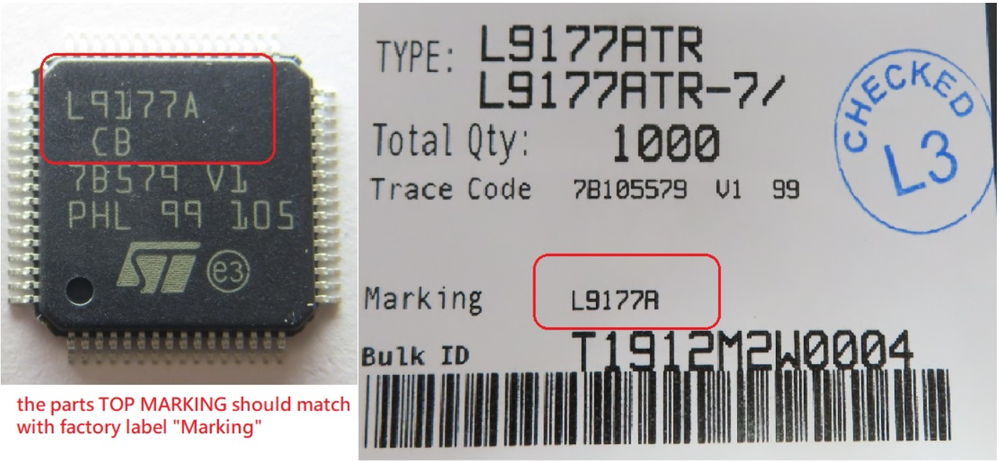 L9177A
CB
7B579 V1
PHL 99 105
ST e3
the parts TOP MARKING should match
with factory label "Marking"
TYPE: L9177ATR
L9177ATR-7/
Total Qty: 1000
Trace Code 7B105579 V1 99
Marking L9177A
Bulk ID T1912M2W0004
CHECKED
L3